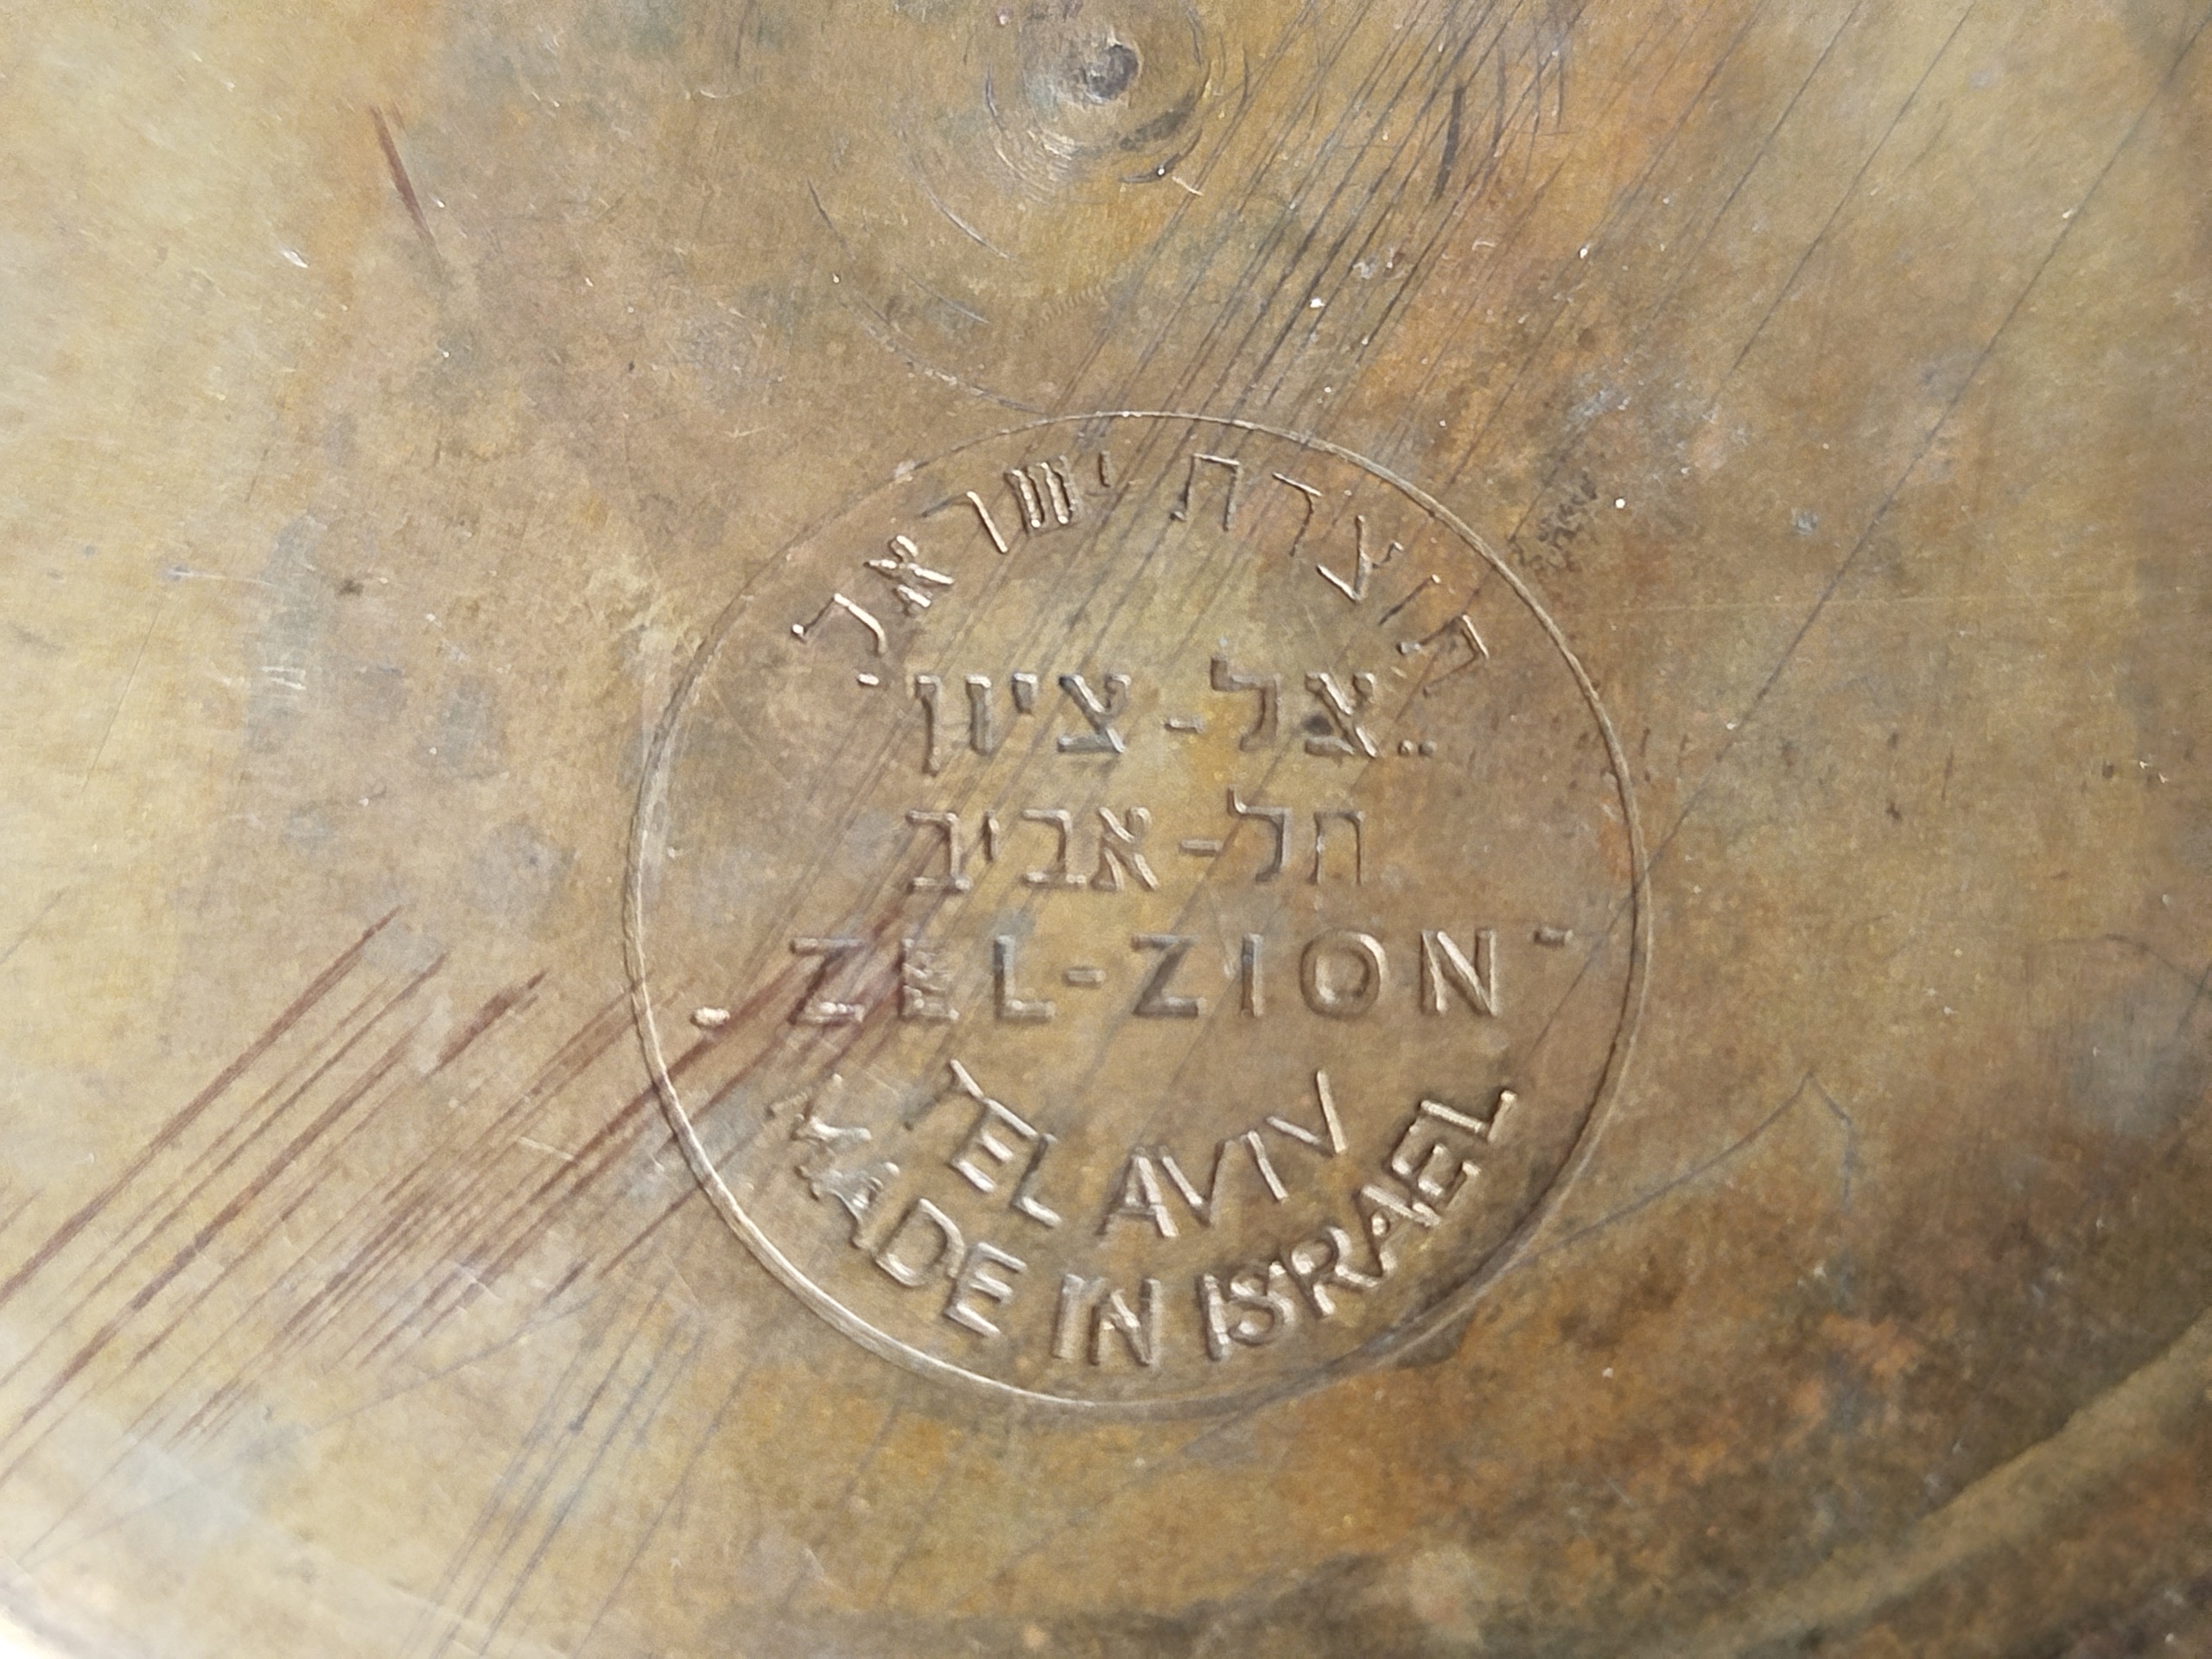 תוצרת ישראל
„צל-ציון"
תל-אביב
- ZEL-ZION -
TEL AVIV
MADE IN ISRAEL